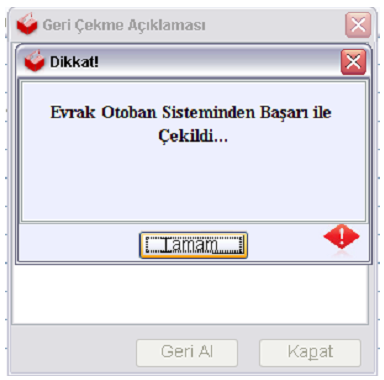 Geri Çekme Açıklaması
Dikkat!
Evrak Otoban Sisteminden Başarı ile
Çekildi...
Tamam
Geri Al
Kapat